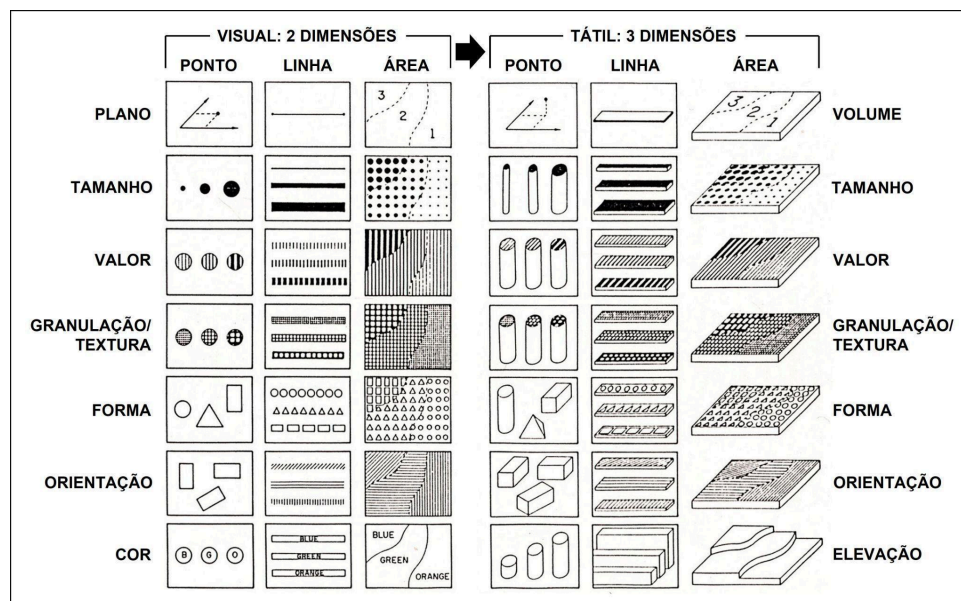 VISUAL: 2 DIMENSÕES TÁTIL: 3 DIMENSÕES
PONTO LINHA ÁREA PONTO LINHA ÁREA
PLANO 3 2 1 3 2 1 VOLUME
TAMANHO TAMANHO
VALOR VALOR
GRANULAÇÃO/ GRANULAÇÃO/
TEXTURA TEXTURA
FORMA FORMA
ORIENTAÇÃO ORIENTAÇÃO
COR B G O BLUE GREEN ORANGE BLUE GREEN ORANGE ELEVAÇÃO